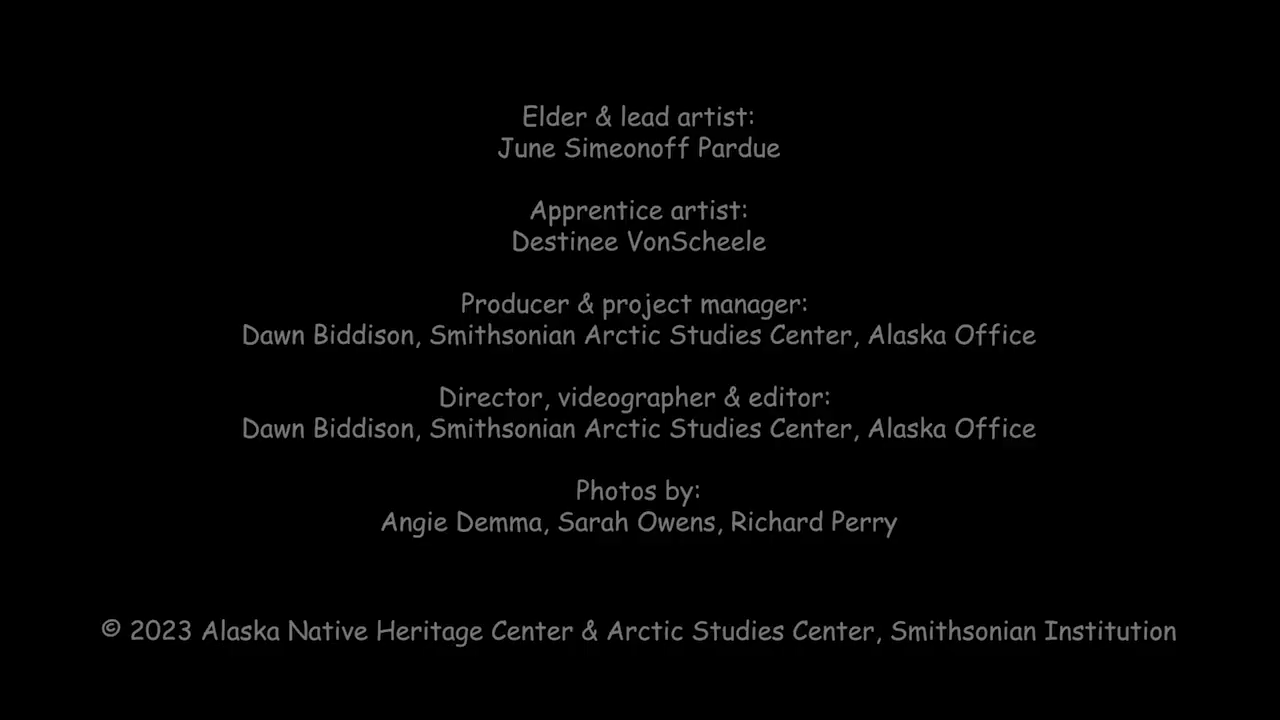 Elder & lead artist:
June Simeonoff Pardue
Apprentice artist:
Destinee VonScheele
Producer & project manager:
Dawn Biddison, Smithsonian Arctic Studies Center, Alaska Office
Director, videographer & editor:
Dawn Biddison, Smithsonian Arctic Studies Center, Alaska Office
Photos by:
Angie Demma, Sarah Owens, Richard Perry
© 2023 Alaska Native Heritage Center & Arctic Studies Center, Smithsonian Institution